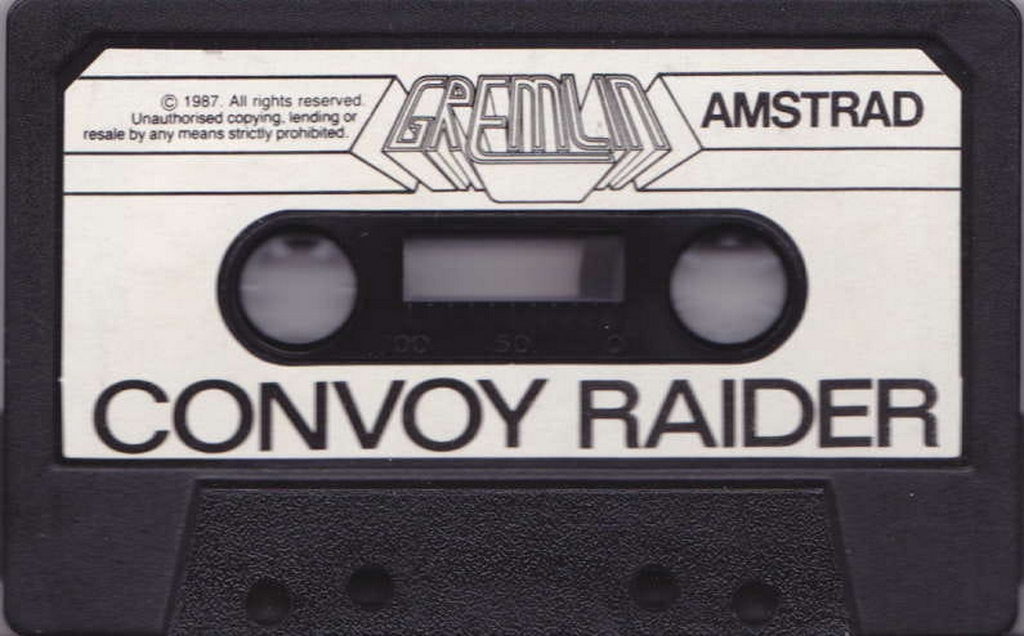 © 1987. All rights reserved.
Unauthorised copying, lending or
resale by any means strictly prohibited.
GREMLIN
AMSTRAD
100 50 0
CONVOY RAIDER